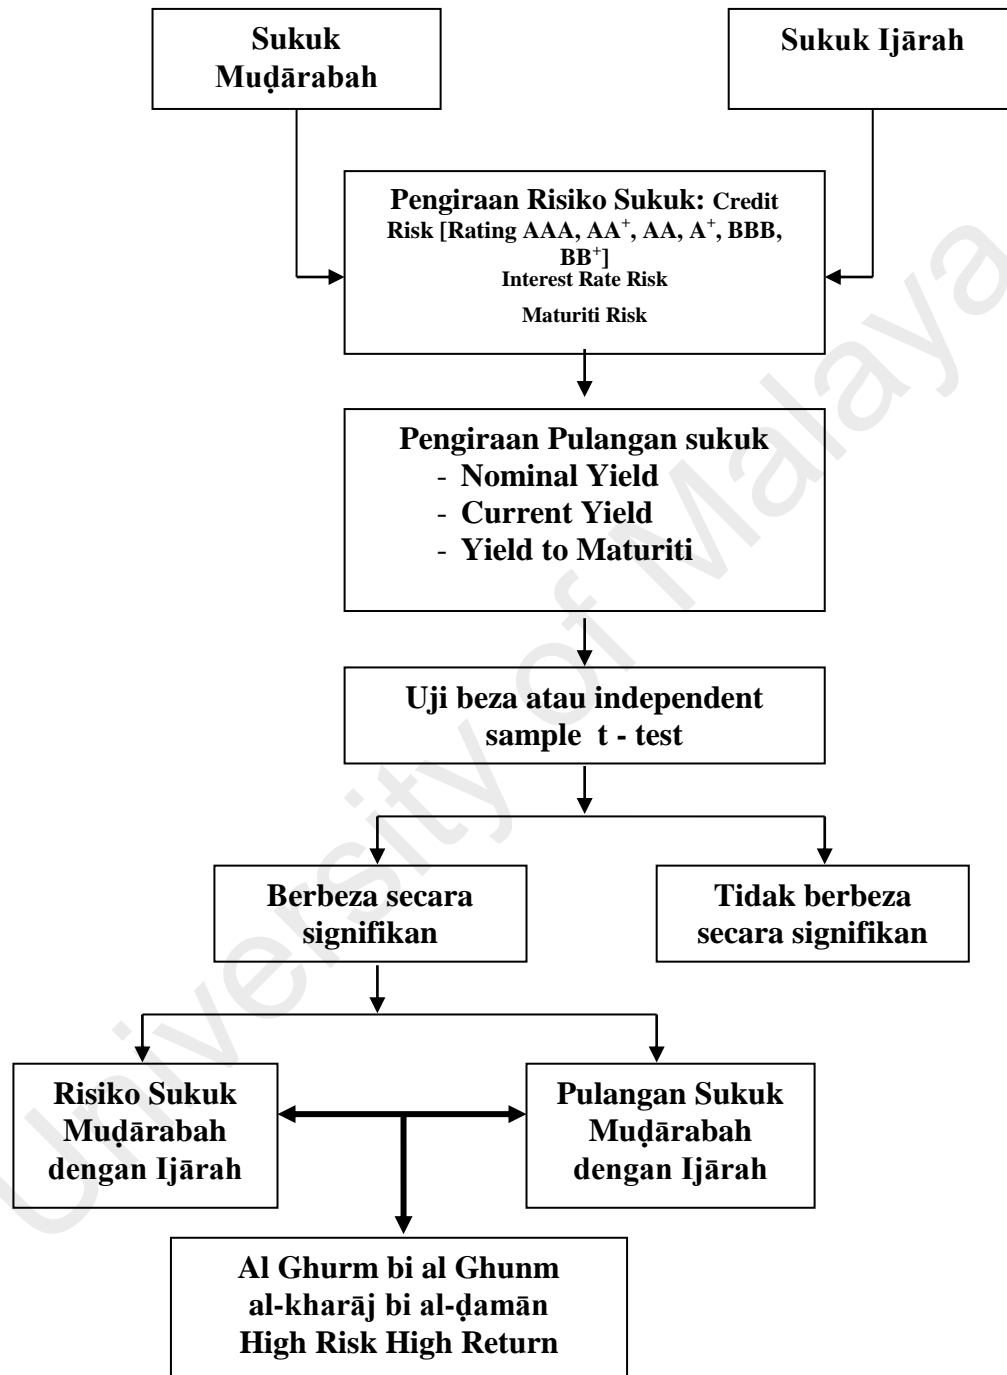 Sukuk
Muḍārabah
Sukuk Ijārah
Pengiraan Risiko Sukuk: Credit
Risk [Rating AAA, AA⁺, AA, A⁺, BBB,
BB⁺]
Interest Rate Risk
Maturiti Risk
Pengiraan Pulangan sukuk
- Nominal Yield
- Current Yield
- Yield to Maturiti
Uji beza atau independent
sample t - test
Berbeza secara
signifikan
Tidak berbeza
secara signifikan
Risiko Sukuk
Muḍārabah
dengan Ijārah
Pulangan Sukuk
Muḍārabah
dengan Ijārah
Al Ghurm bi al Ghunm
al-kharāj bi al-ḍamān
High Risk High Return
University of Malaya